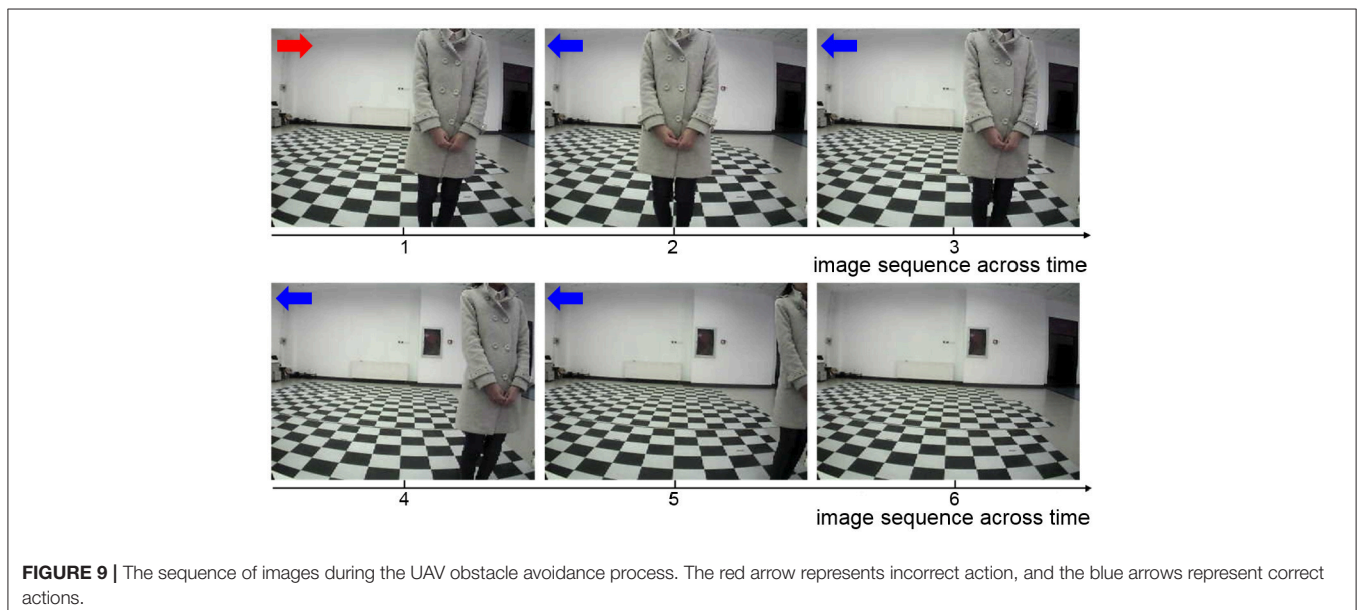 1
2
3
image sequence across time
4
5
6
image sequence across time
FIGURE 9 | The sequence of images during the UAV obstacle avoidance process. The red arrow represents incorrect action, and the blue arrows represent correct
actions.